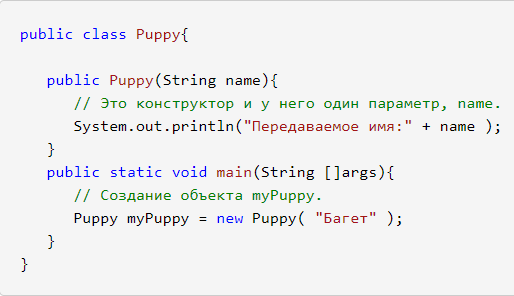 public class Puppy{
public Puppy(String name){
// Это конструктор и у него один параметр, name.
System.out.println("Передаваемое имя:" + name );
}
public static void main(String []args){
// Создание объекта myPuppy.
Puppy myPuppy = new Puppy( "Багет" );
}
}